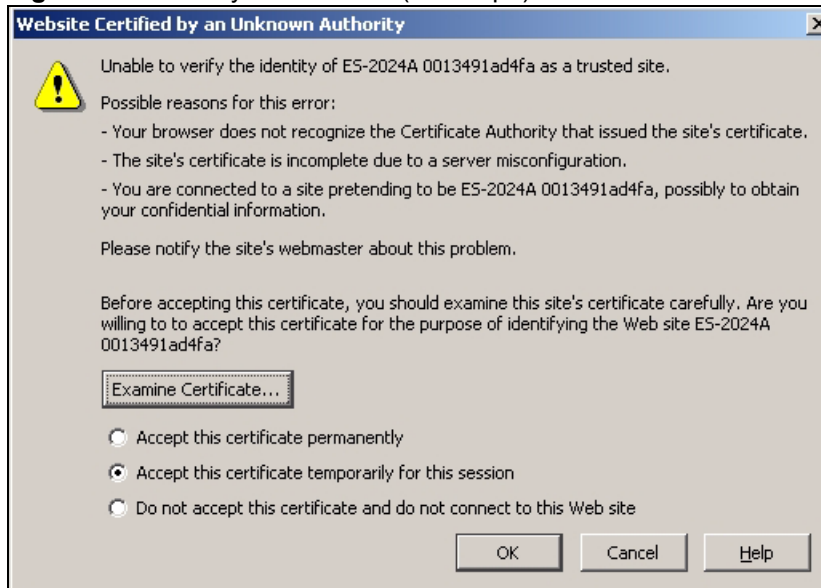 Website Certified by an Unknown Authority
Unable to verify the identity of ES-2024A 0013491ad4fa as a trusted site.
Possible reasons for this error:
- Your browser does not recognize the Certificate Authority that issued the site's certificate.
- The site's certificate is incomplete due to a server misconfiguration.
- You are connected to a site pretending to be ES-2024A 0013491ad4fa, possibly to obtain
your confidential information.
Please notify the site's webmaster about this problem.
Before accepting this certificate, you should examine this site's certificate carefully. Are you
willing to to accept this certificate for the purpose of identifying the Web site ES-2024A
0013491ad4fa?
Examine Certificate...
Accept this certificate permanently
Accept this certificate temporarily for this session
Do not accept this certificate and do not connect to this Web site
OK Cancel Help